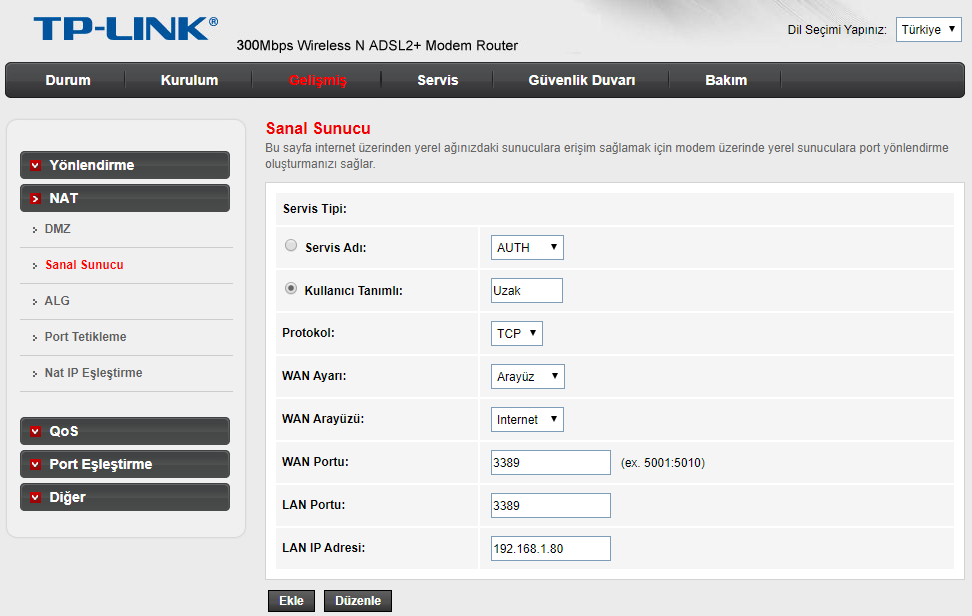 TP-LINK®
300Mbps Wireless N ADSL2+ Modem Router
Dil Seçimi Yapınız: Türkiye
Durum Kurulum Gelişmiş Servis Güvenlik Duvarı Bakım
Yönlendirme
NAT
DMZ
Sanal Sunucu
ALG
Port Tetikleme
Nat IP Eşleştirme
QoS
Port Eşleştirme
Diğer
Sanal Sunucu
Bu sayfa internet üzerinden yerel ağınızdaki sunuculara erişim sağlamak için modem üzerinde yerel sunuculara port yönlendirme
oluşturmanızı sağlar.
Servis Tipi:
Servis Adı: AUTH
Kullanıcı Tanımlı: Uzak
Protokol: TCP
WAN Ayarı: Arayüz
WAN Arayüzü: Internet
WAN Portu: 3389 (ex. 5001:5010)
LAN Portu: 3389
LAN IP Adresi: 192.168.1.80
Ekle Düzenle